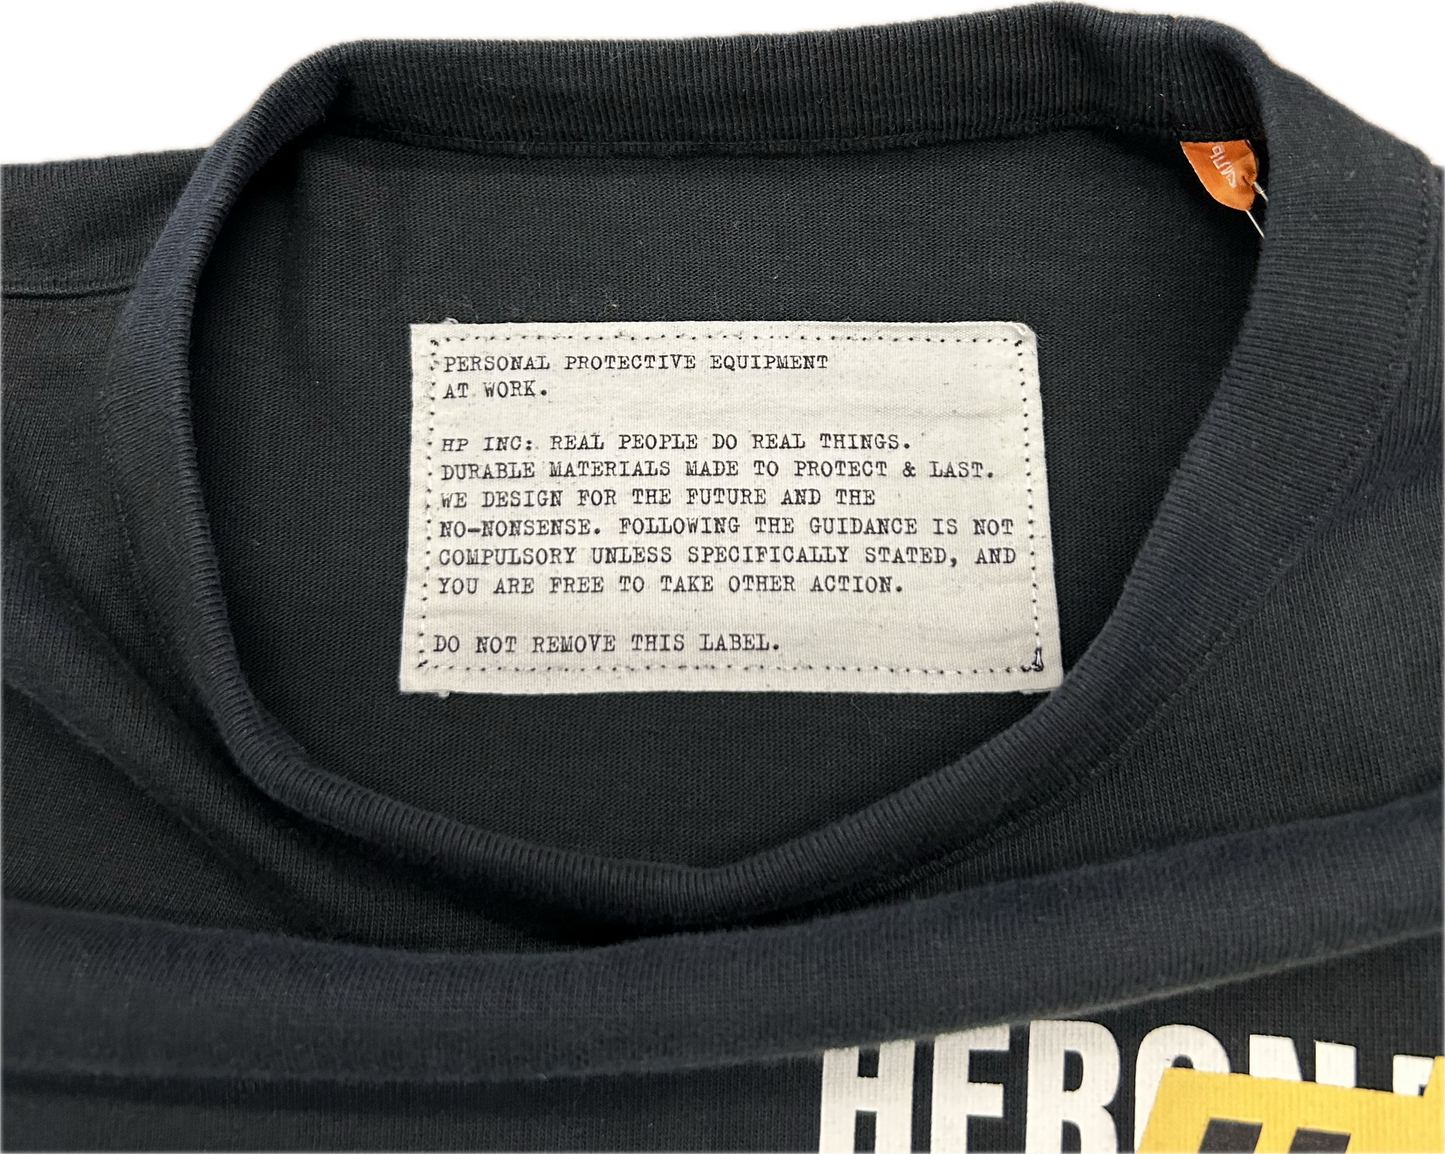 PERSONAL PROTECTIVE EQUIPMENT
AT WORK.
HP INC: REAL PEOPLE DO REAL THINGS.
DURABLE MATERIALS MADE TO PROTECT & LAST.
WE DESIGN FOR THE FUTURE AND THE
NO-NONSENSE. FOLLOWING THE GUIDANCE IS NOT
COMPULSORY UNLESS SPECIFICALLY STATED, AND
YOU ARE FREE TO TAKE OTHER ACTION.
DO NOT REMOVE THIS LABEL.
HERON